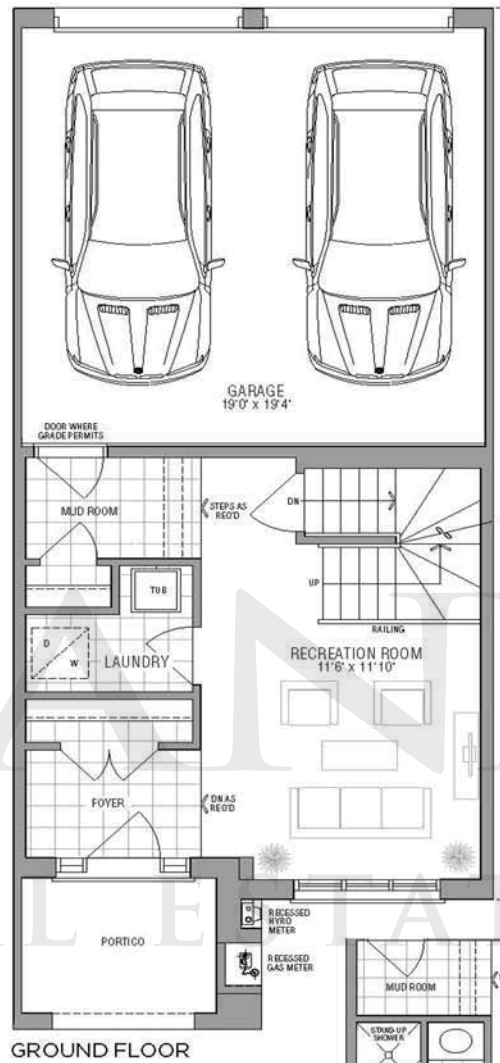 GARAGE
19'0" x 19'4"
DOOR WHERE
GRADE PERMITS
MUD ROOM
STEPS AS
REQ'D
DN
UP
RAILING
TUB
D
W
LAUNDRY
RECREATION ROOM
11'6" x 11'10"
FOYER
DN AS
REQ'D
PORTICO
RECESSED
HYRO
METER
RECESSED
GAS METER
MUD ROOM
STAND-UP
SHOWER
GROUND FLOOR